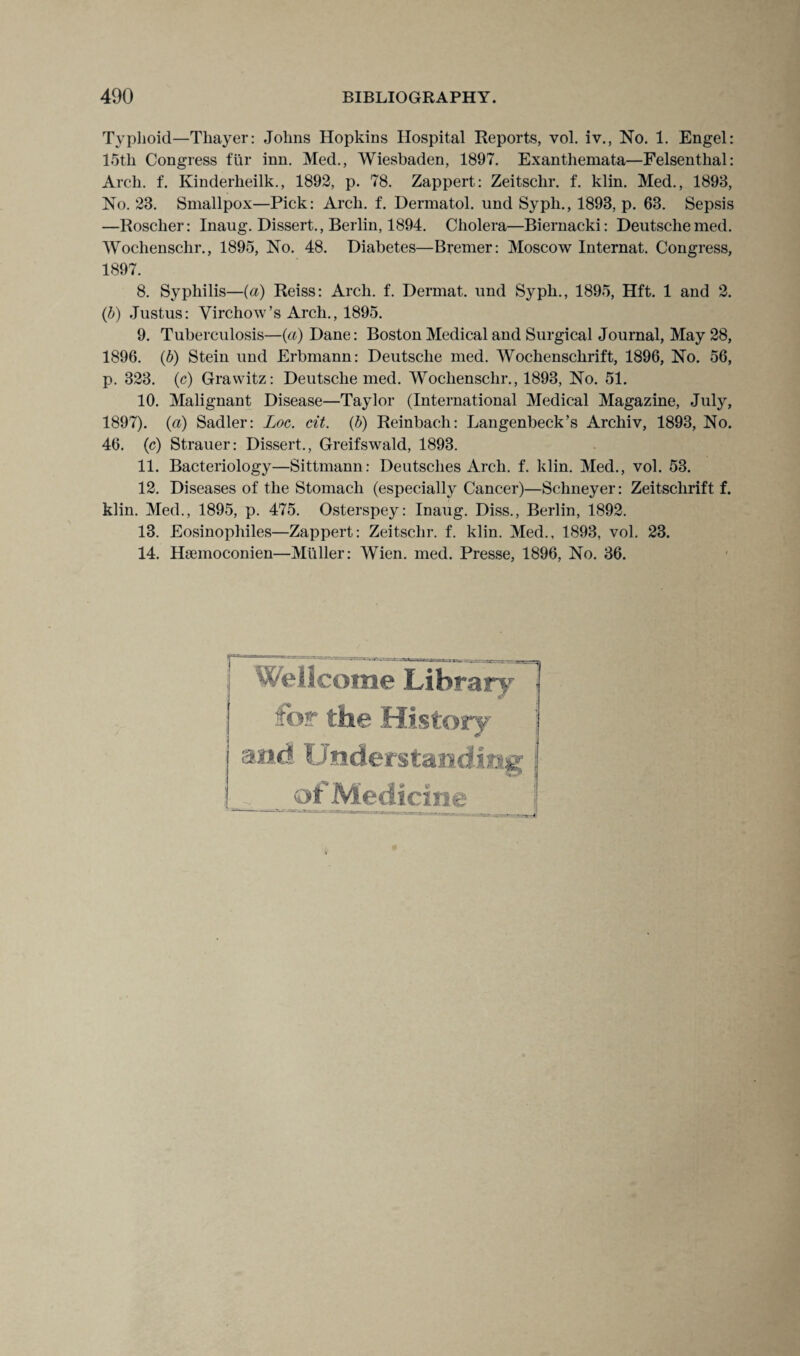 490 BIBLIOGRAPHY.
Typhoid—Thayer: Johns Hopkins Hospital Reports, vol. iv., No. 1. Engel:
15th Congress für inn. Med., Wiesbaden, 1897. Exanthemata—Felsenthal:
Arch. f. Kinderheilk., 1892, p. 78. Zappert: Zeitschr. f. klin. Med., 1893,
No. 23. Smallpox—Pick: Arch. f. Dermatol. und Syph., 1893, p. 63. Sepsis
—Roscher: Inaug. Dissert., Berlin, 1894. Cholera—Biernacki: Deutsche med.
Wochenschr., 1895, No. 48. Diabetes—Bremer: Moscow Internat. Congress,
1897.
8. Syphilis—(a) Reiss: Arch. f. Dermat. und Syph., 1895, Hft. 1 and 2.
(b) Justus: Virchow's Arch., 1895.
9. Tuberculosis—(a) Dane: Boston Medical and Surgical Journal, May 28,
1896. (b) Stein und Erbmann: Deutsche med. Wochenschrift, 1896, No. 56,
p. 323. (c) Grawitz: Deutsche med. Wochenschr., 1893, No. 51.
10. Malignant Disease—Taylor (International Medical Magazine, July,
1897). (a) Sadler: Loc. cit. (b) Reinbach: Langenbeck's Archiv, 1893, No.
46. (c) Strauer: Dissert., Greifswald, 1893.
11. Bacteriology—Sittmann: Deutsches Arch. f. klin. Med., vol. 53.
12. Diseases of the Stomach (especially Cancer)—Schneyer: Zeitschrift f.
klin. Med., 1895, p. 475. Osterspey: Inaug. Diss., Berlin, 1892.
13. Eosinophiles—Zappert: Zeitschr. f. klin. Med., 1893, vol. 23.
14. Hæmoconien—Müller: Wien. med. Presse, 1896, No. 36.
Wellcome Library
for the History
and Understanding
of Medicine